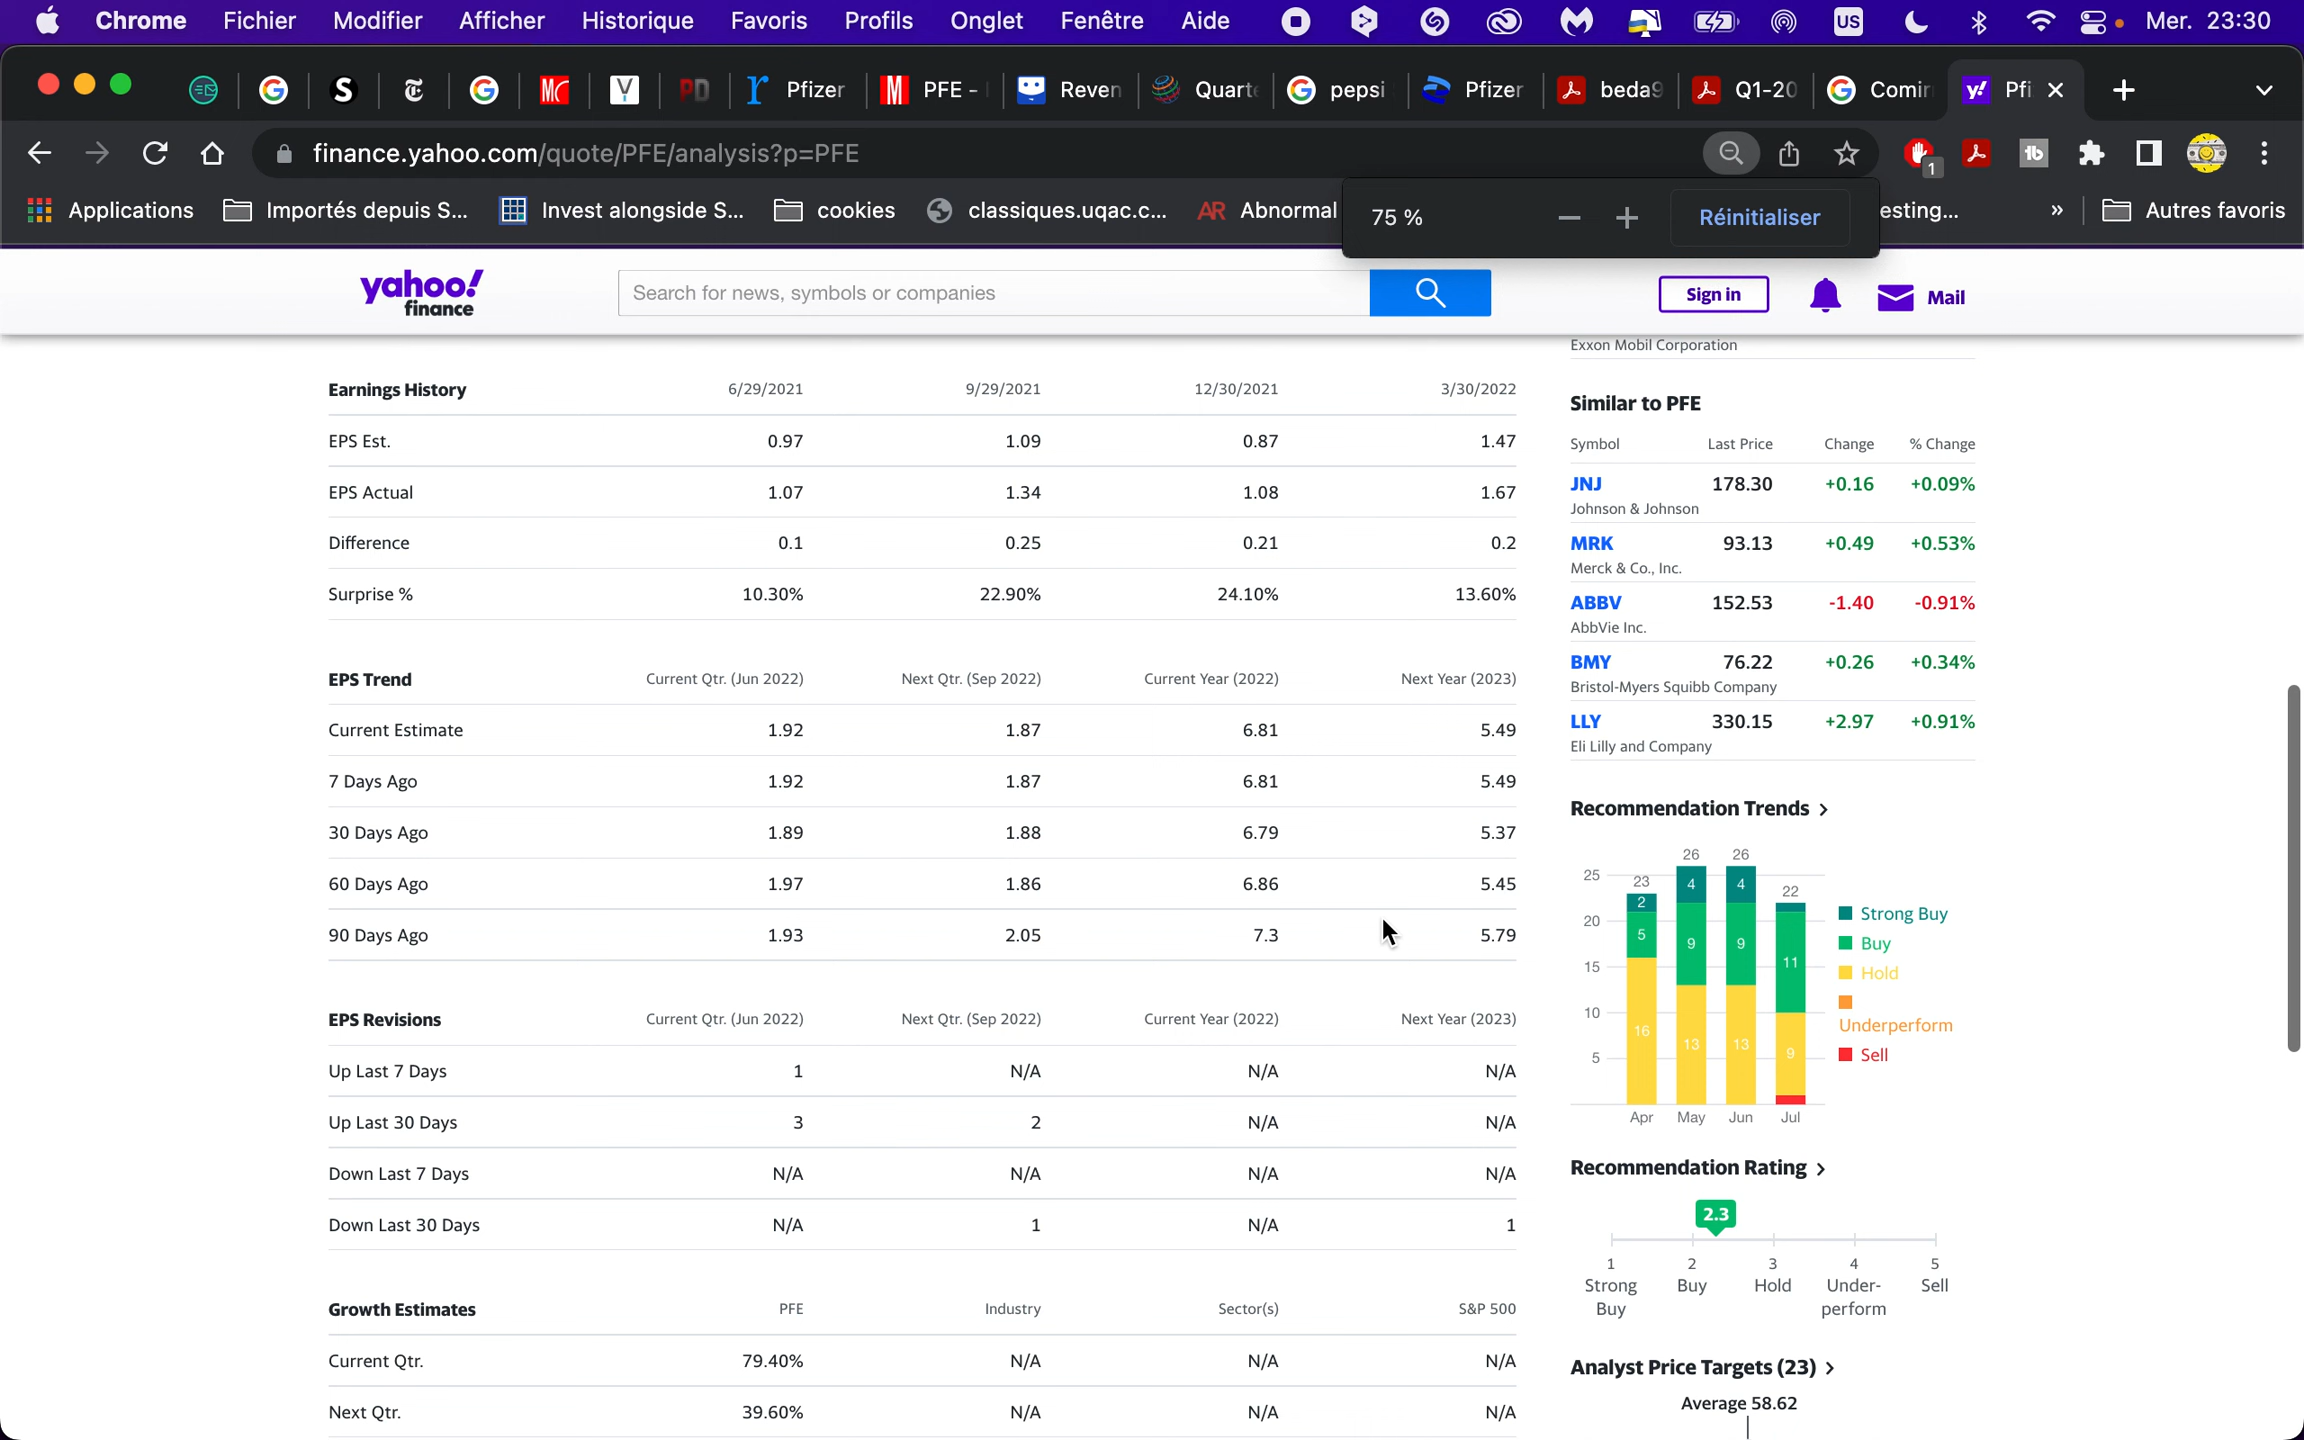 Chrome Fichier Modifier Afficher Historique Favoris Profils Onglet Fenêtre Aide US Mer. 23:30
Pfizer PFE - Reven Quarte pepsi Pfizer beda9 Q1-20 Comir Pfi
finance.yahoo.com/quote/PFE/analysis?p=PFE 1
Applications Importés depuis S... Invest alongside S... cookies classiques.uqac.c... AR Abnormal esting... » Autres favoris
75 % — + Réinitialiser
yahoo! finance
Search for news, symbols or companies
Sign in Mail
Exxon Mobil Corporation
Earnings History 6/29/2021 9/29/2021 12/30/2021 3/30/2022
EPS Est. 0.97 1.09 0.87 1.47
EPS Actual 1.07 1.34 1.08 1.67
Difference 0.1 0.25 0.21 0.2
Surprise % 10.30% 22.90% 24.10% 13.60%
EPS Trend Current Qtr. (Jun 2022) Next Qtr. (Sep 2022) Current Year (2022) Next Year (2023)
Current Estimate 1.92 1.87 6.81 5.49
7 Days Ago 1.92 1.87 6.81 5.49
30 Days Ago 1.89 1.88 6.79 5.37
60 Days Ago 1.97 1.86 6.86 5.45
90 Days Ago 1.93 2.05 7.3 5.79
EPS Revisions Current Qtr. (Jun 2022) Next Qtr. (Sep 2022) Current Year (2022) Next Year (2023)
Up Last 7 Days 1 N/A N/A N/A
Up Last 30 Days 3 2 N/A N/A
Down Last 7 Days N/A N/A N/A N/A
Down Last 30 Days N/A 1 N/A 1
Growth Estimates PFE Industry Sector(s) S&P 500
Current Qtr. 79.40% N/A N/A N/A
Next Qtr. 39.60% N/A N/A N/A
Similar to PFE
Symbol Last Price Change % Change
JNJ 178.30 +0.16 +0.09%
Johnson & Johnson
MRK 93.13 +0.49 +0.53%
Merck & Co., Inc.
ABBV 152.53 -1.40 -0.91%
AbbVie Inc.
BMY 76.22 +0.26 +0.34%
Bristol-Myers Squibb Company
LLY 330.15 +2.97 +0.91%
Eli Lilly and Company
Recommendation Trends >
26 26
25 23 4 4 22
2
20 5 9 9 11
15
10 16 13 13 9
5
Apr May Jun Jul
Strong Buy
Buy
Hold
Underperform
Sell
Recommendation Rating >
2.3
1 2 3 4 5
Strong Buy Hold Under- Sell
Buy perform
Analyst Price Targets (23) >
Average 58.62